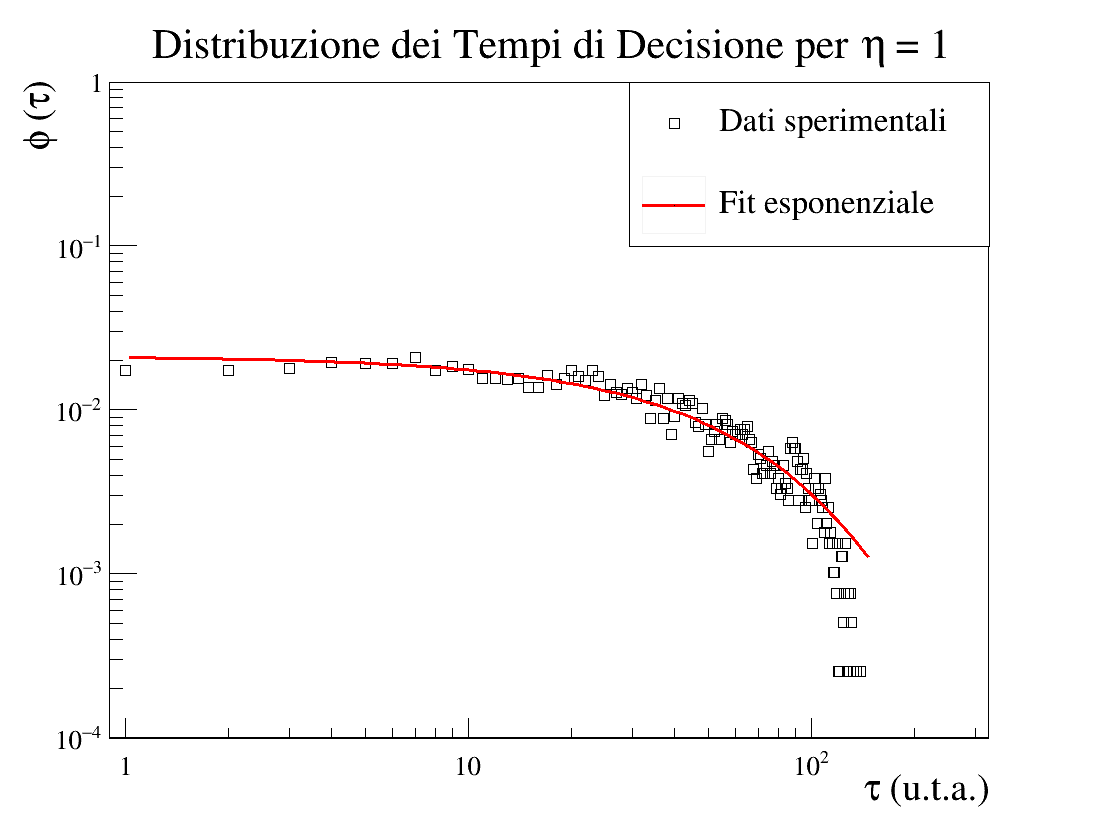 Distribuzione dei Tempi di Decisione per η = 1
ϕ (τ)
1
10⁻¹
10⁻²
10⁻³
10⁻⁴
Dati sperimentali
Fit esponenziale
1
10
10²
τ (u.t.a.)